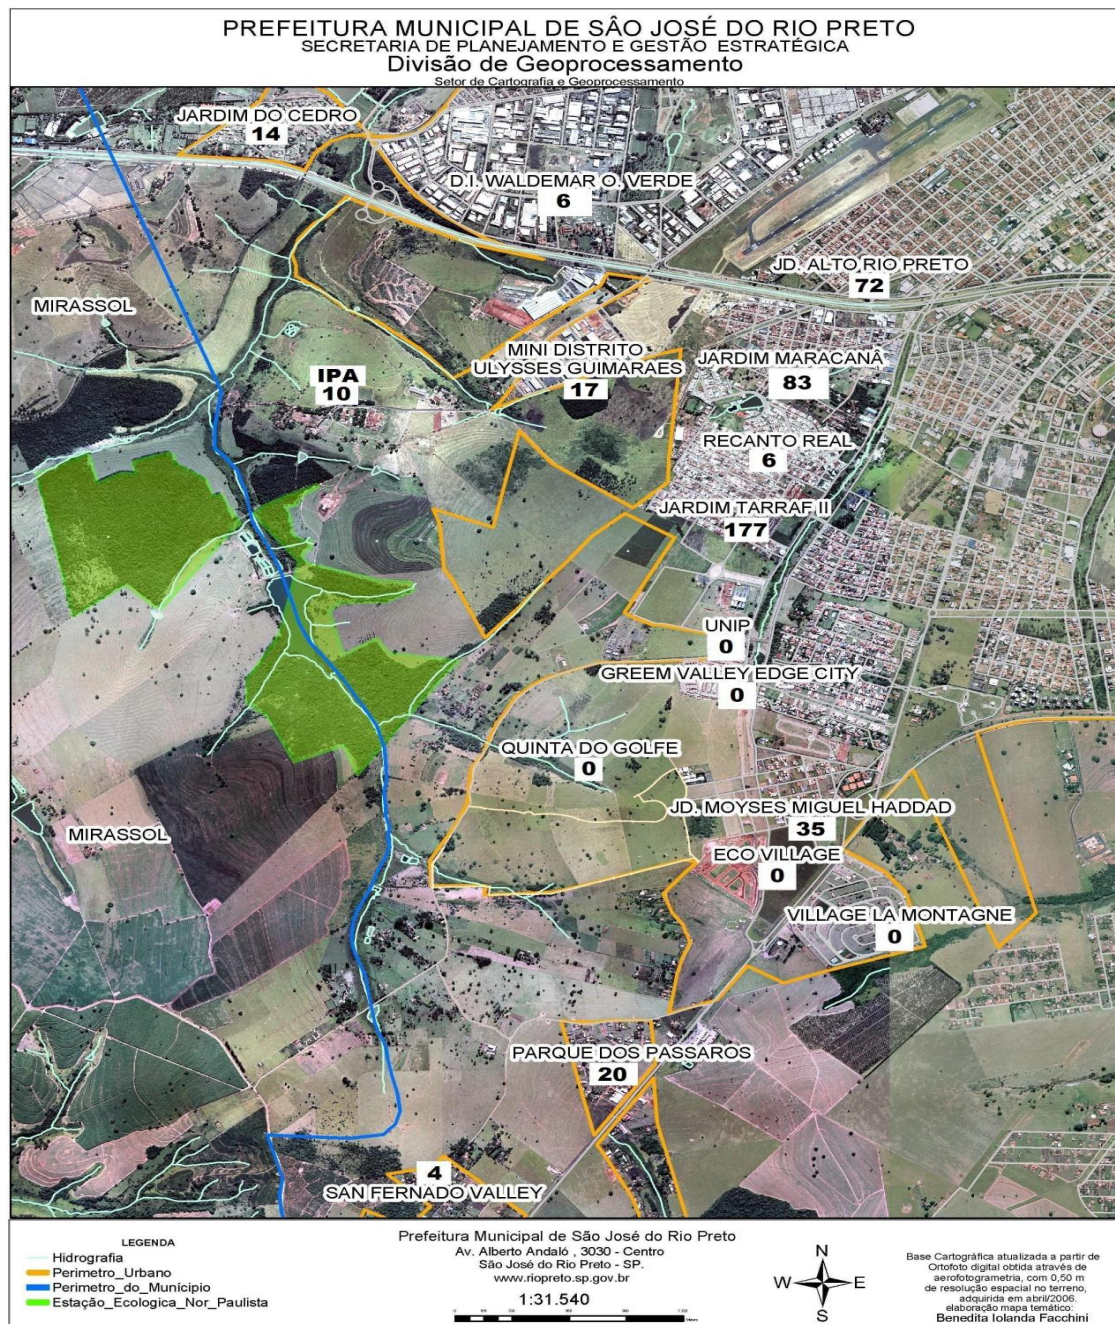 PREFEITURA MUNICIPAL DE SÂO JOSÉ DO RIO PRETO
SECRETARIA DE PLANEJAMENTO E GESTÃO ESTRATÉGICA
Divisão de Geoprocessamento
Setor de Cartografia e Geoprocessamento
JARDIM DO CEDRO
14
D.I. WALDEMAR O. VERDE
6
JD. ALTO RIO PRETO
72
MIRASSOL
MINI DISTRITO
ULYSSES GUIMARAES
17
JARDIM MARACANÂ
83
IPA
10
RECANTO REAL
6
JARDIM TARRAF II
177
UNIP
0
GREEM VALLEY EDGE CITY
0
QUINTA DO GOLFE
0
JD. MOYSES MIGUEL HADDAD
35
MIRASSOL
ECO VILLAGE
0
VILLAGE LA MONTAGNE
0
PARQUE DOS PASSAROS
20
4
SAN FERNADO VALLEY
LEGENDA
Hidrografia
Perimetro_Urbano
Perimetro_do_Munícipio
Estação_Ecologica_Nor_Paulista
Prefeitura Municipal de São José do Rio Preto
Av. Alberto Andaló , 3030 - Centro
São José do Rio Preto - SP.
www.riopreto.sp.gov.br
1:31.540
N
W E
S
Base Cartográfica atualizada a partir de
Ortofoto digital obtida através de
aerofotogrametria, com 0,50 m
de resolução espacial no terreno,
adquirida em abril/2006.
elaboração mapa temático:
Benedita Iolanda Facchini